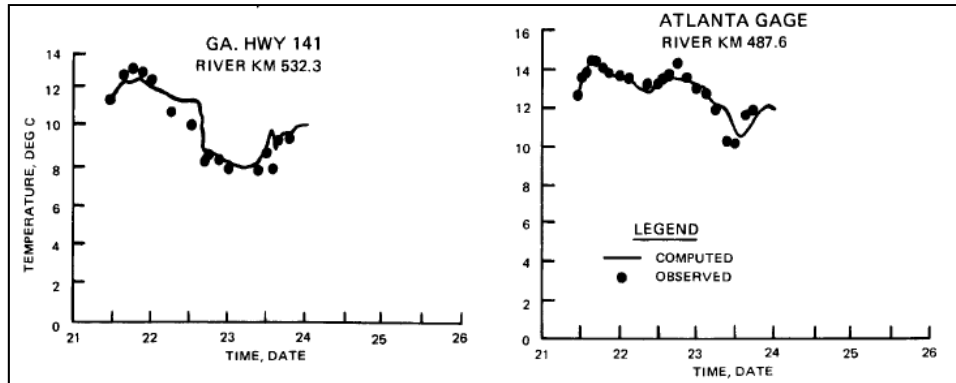 GA. HWY 141
RIVER KM 532.3
TEMPERATURE, DEG C
14
12
10
8
6
4
2
0
21
22
23
24
25
26
TIME, DATE
ATLANTA GAGE
RIVER KM 487.6
16
14
12
10
8
6
4
2
0
LEGEND
COMPUTED
OBSERVED
21
22
23
24
25
26
TIME, DATE